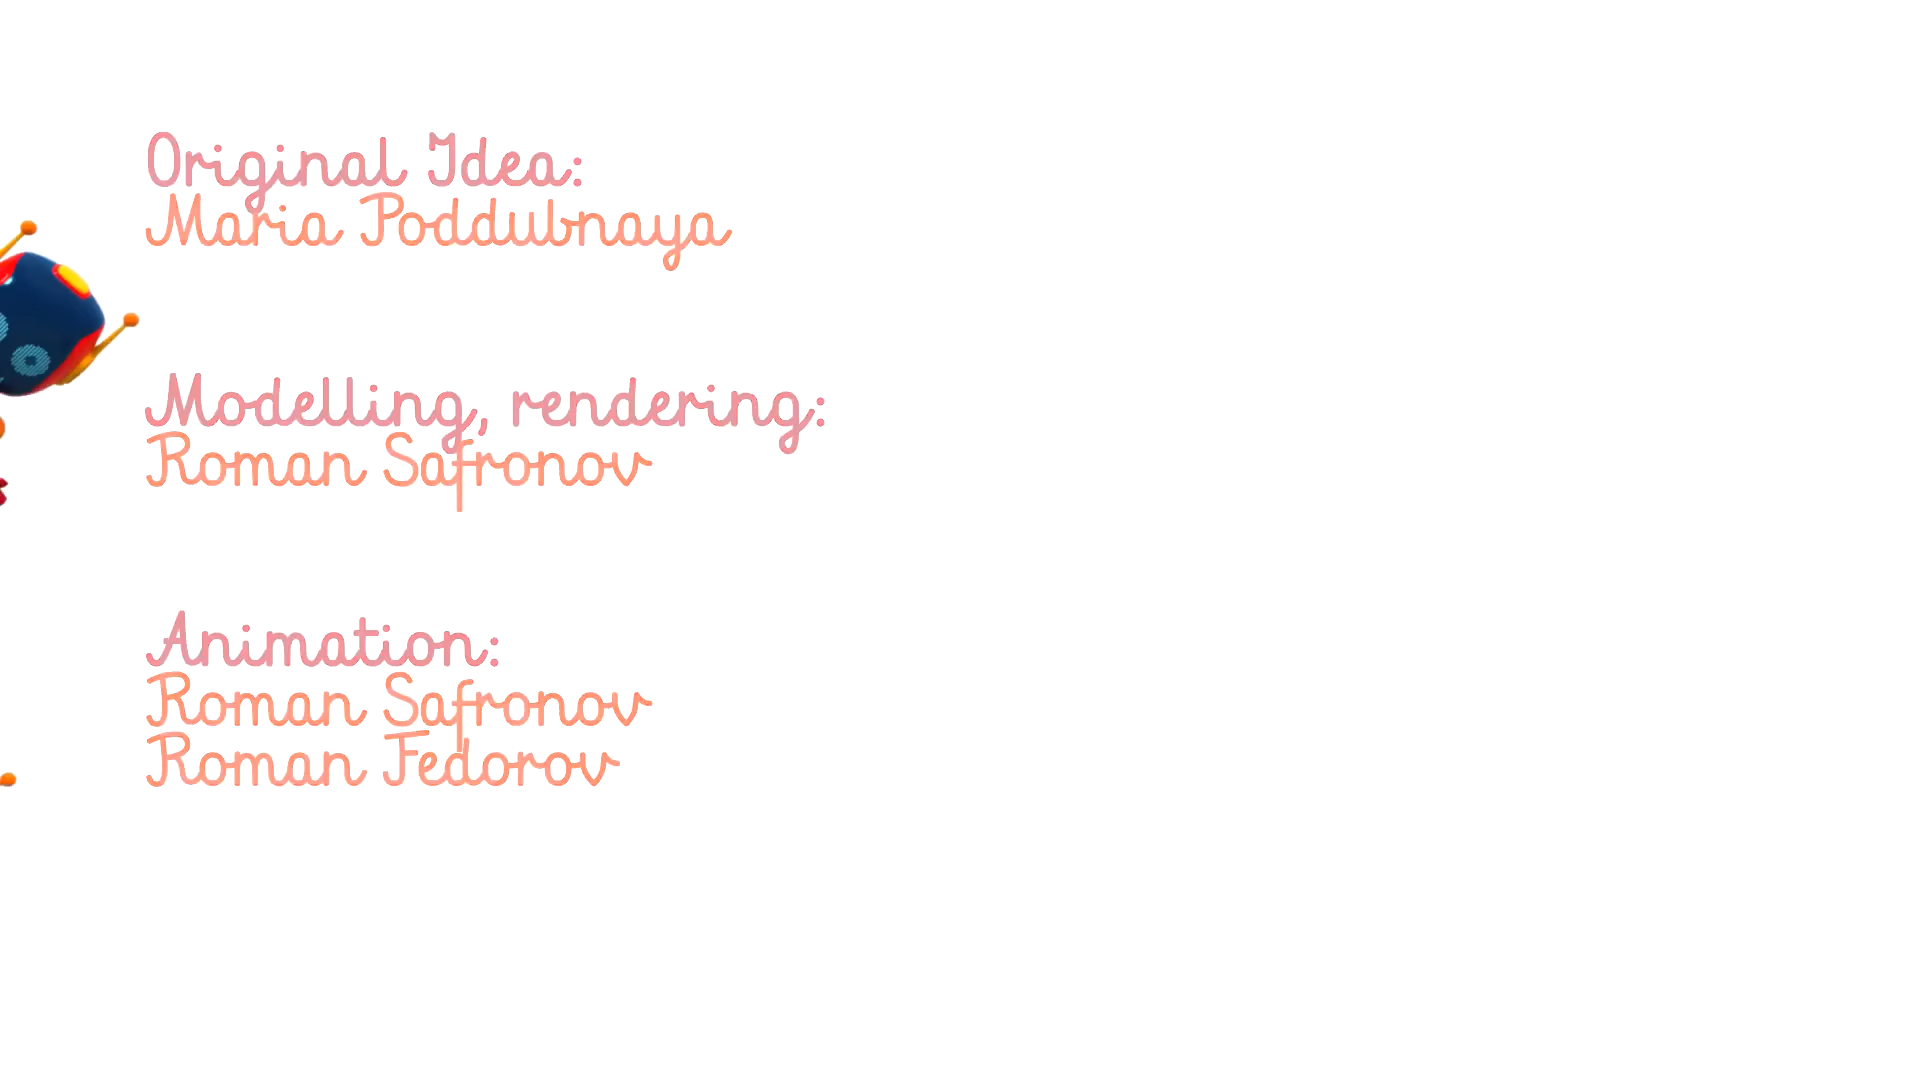 Original Idea:
Maria Poddubnaya
Modelling, rendering:
Roman Safronov
Animation:
Roman Safronov
Roman Fedorov